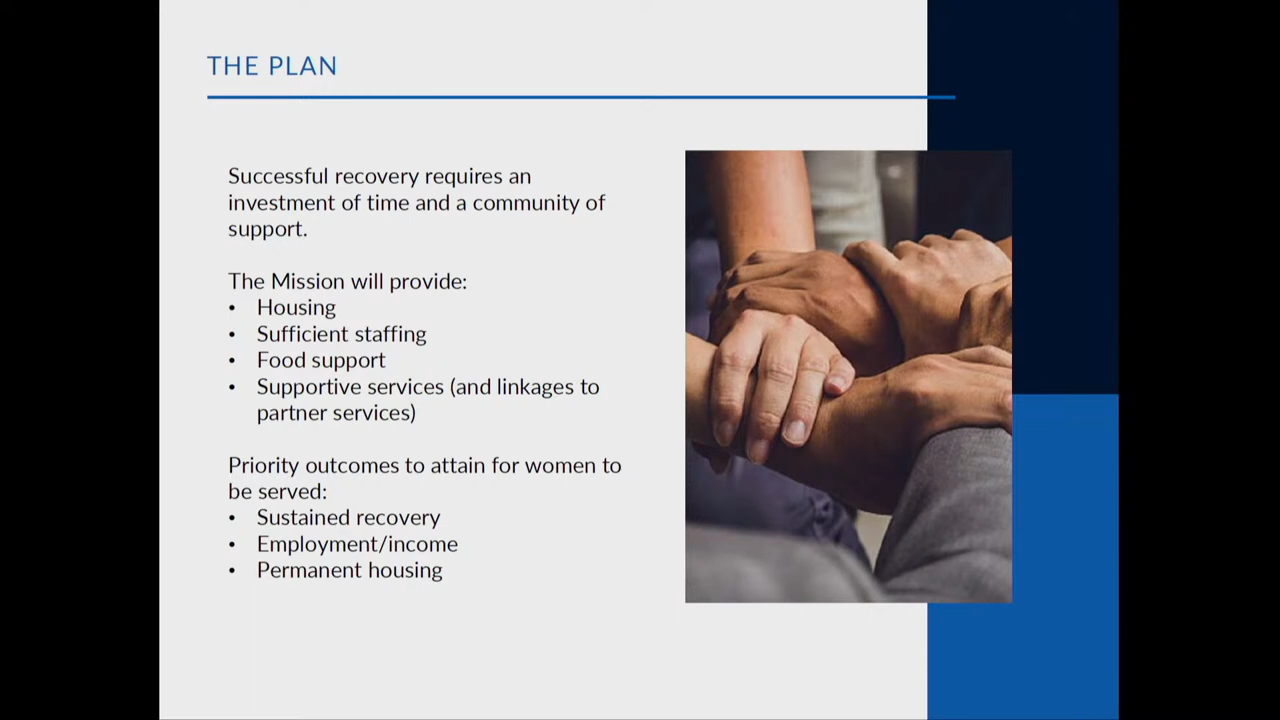 THE PLAN
Successful recovery requires an
investment of time and a community of
support.
The Mission will provide:
• Housing
• Sufficient staffing
• Food support
• Supportive services (and linkages to
partner services)
Priority outcomes to attain for women to
be served:
• Sustained recovery
• Employment/income
• Permanent housing